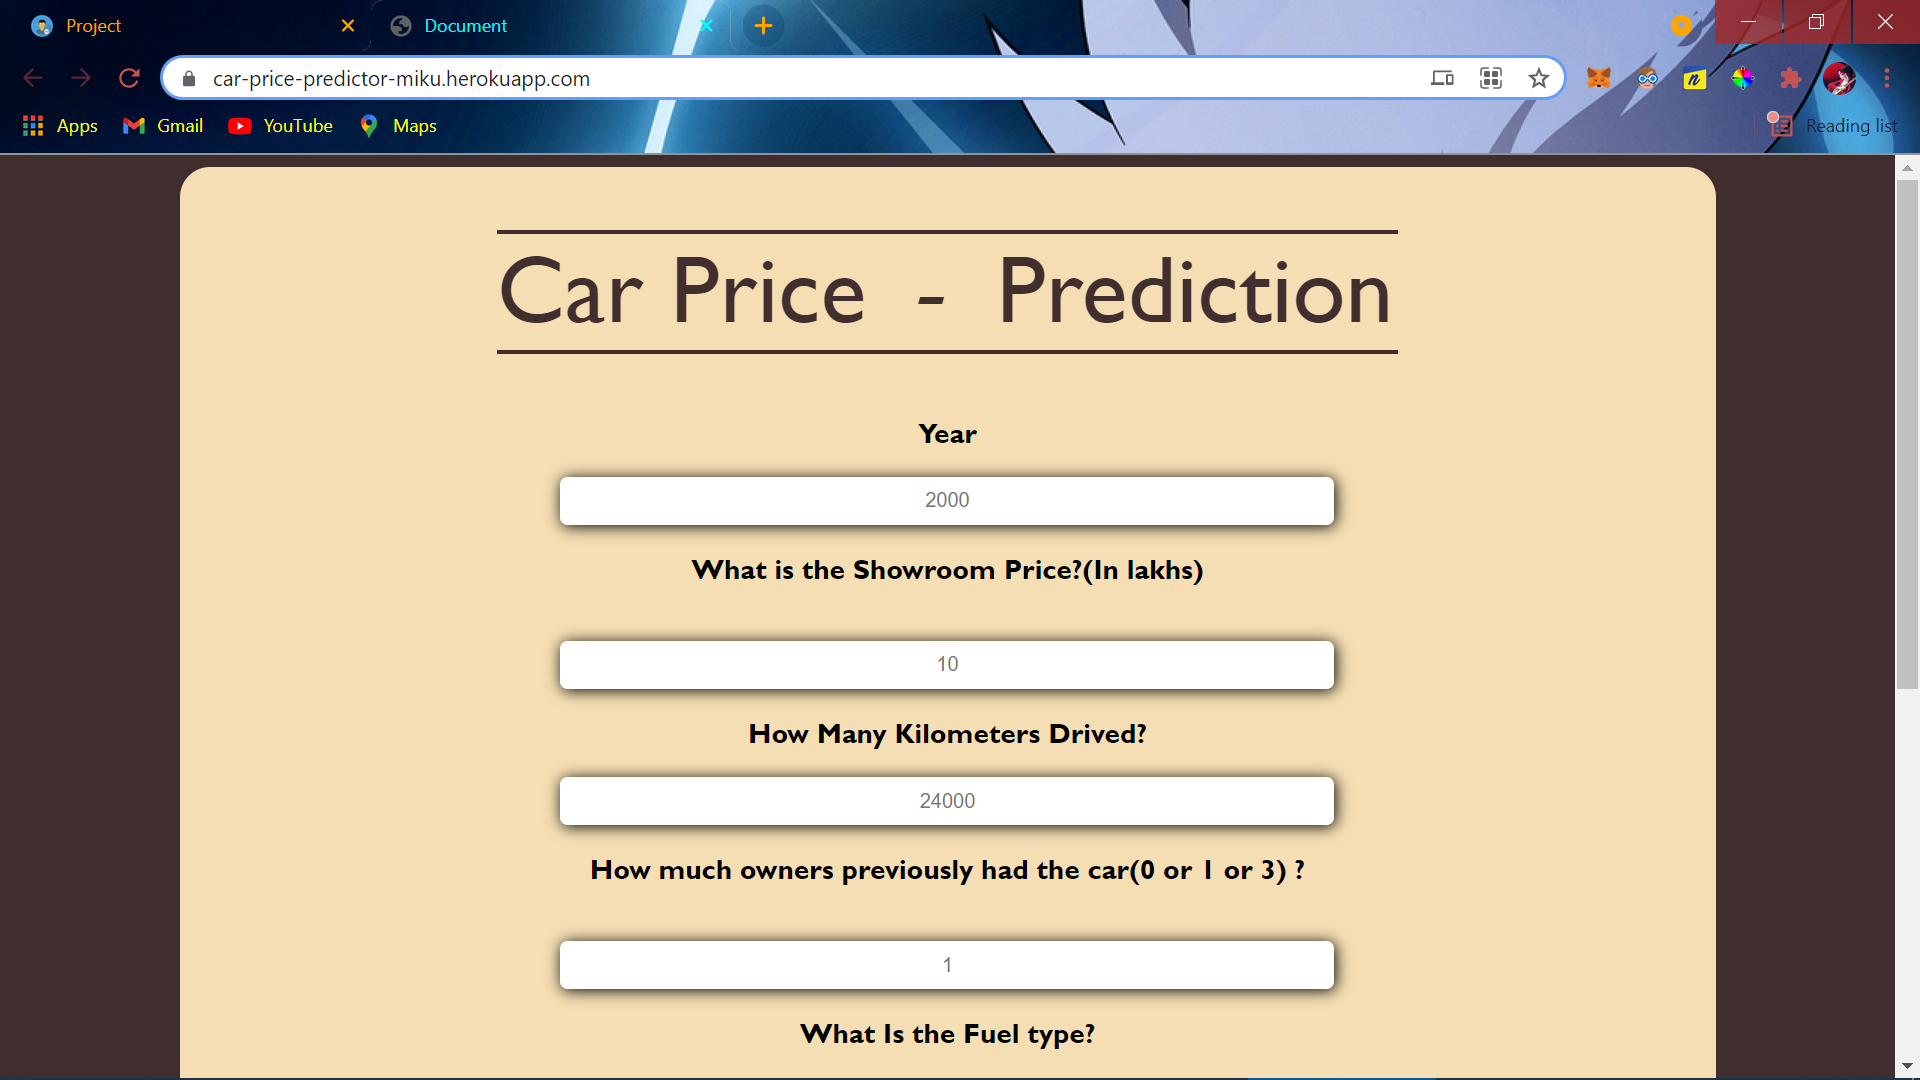 Project
Document
car-price-predictor-miku.herokuapp.com
Apps
Gmail
YouTube
Maps
Reading list
Car Price - Prediction
Year
2000
What is the Showroom Price?(In lakhs)
10
How Many Kilometers Drived?
24000
How much owners previously had the car(0 or 1 or 3) ?
1
What Is the Fuel type?